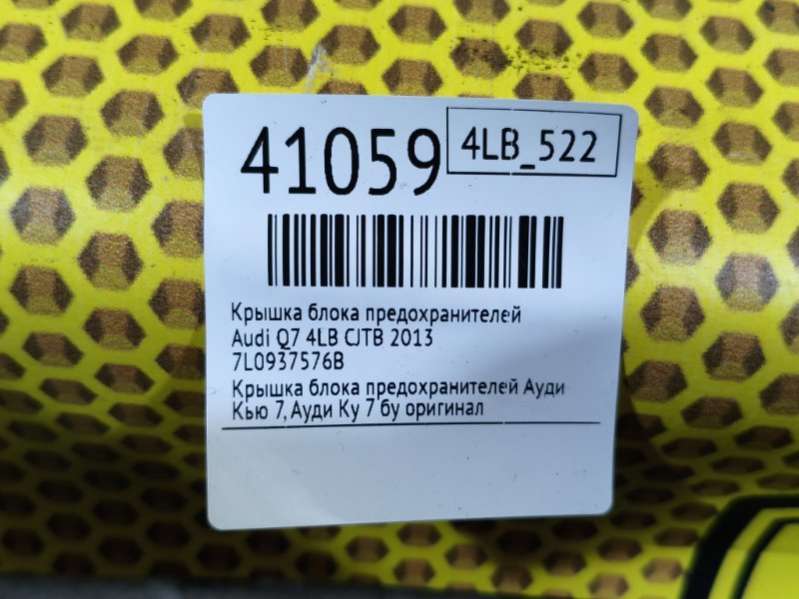 41059
4LB_522
Крышка блока предохранителей
Audi Q7 4LB CJTB 2013
7L0937576B
Крышка блока предохранителей Ауди
Кью 7, Ауди Ку 7 бу оригинал